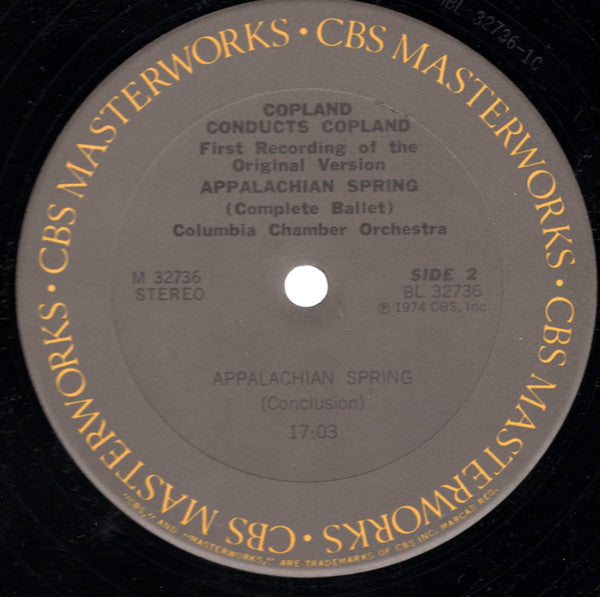 CBS MASTERWORKS • CBS MASTERWORKS • CBS MASTERWORKS • CBS MASTERWORKS •
BL 32736-1C
COPLAND
CONDUCTS COPLAND
First Recording of the
Original Version
APPALACHIAN SPRING
(Complete Ballet)
Columbia Chamber Orchestra
M 32736
STEREO
SIDE 2
BL 32736
℗ 1974 CBS, Inc.
APPALACHIAN SPRING
(Conclusion)
17:03
"CBS," AND "MASTERWORKS," ARE TRADEMARKS OF CBS INC. MARCAS REG.